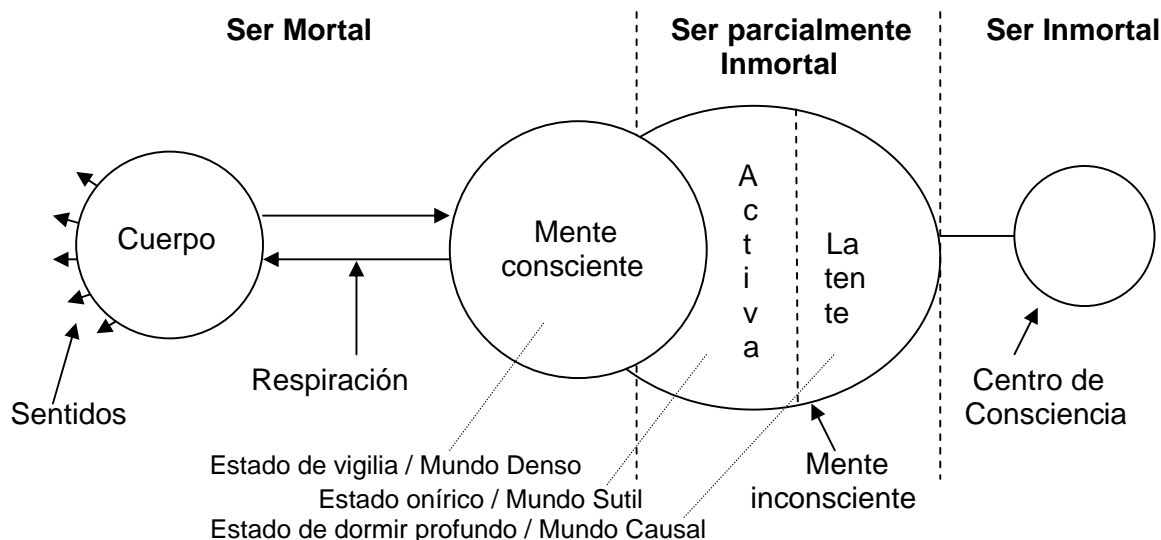 Ser Mortal
Ser parcialmente
Inmortal
Ser Inmortal
Cuerpo
Mente
consciente
A
c
t
i
v
a
La
ten
te
Respiración
Sentidos
Centro de
Consciencia
Mente
inconsciente
Estado de vigilia / Mundo Denso
Estado onírico / Mundo Sutil
Estado de dormir profundo / Mundo Causal